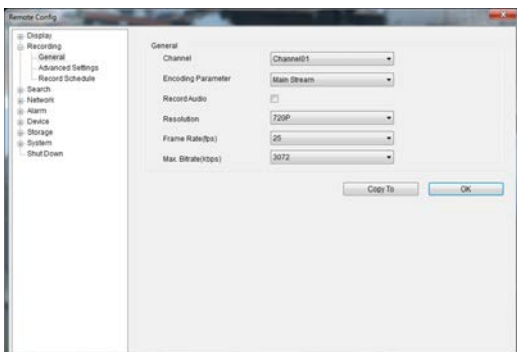 Remote Config
Display
Recording
General
Advanced Settings
Record Schedule
Search
Network
Alarm
Device
Storage
System
Shut Down
General
Channel
Channel01
Encoding Parameter
Main Stream
Record Audio
Resolution
720P
Frame Rate(fps)
25
Max. Bitrate(kbps)
3072
Copy To
OK